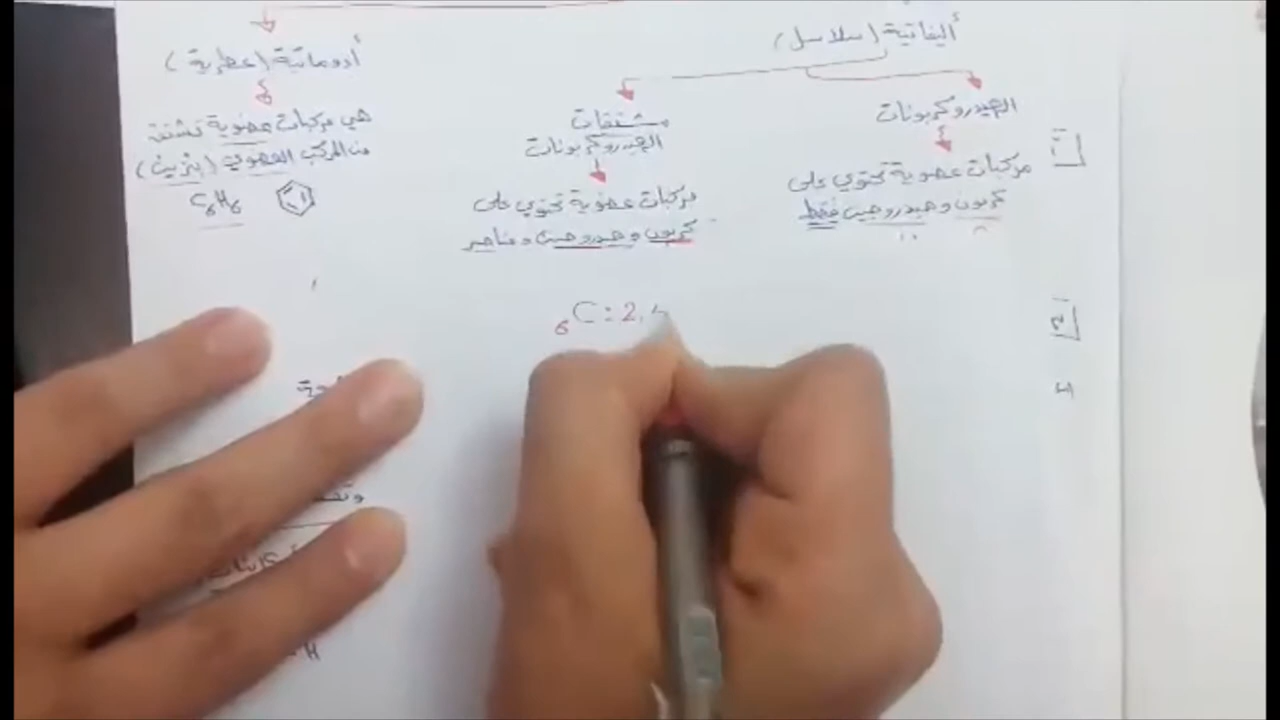 أليفاتية (سلاسل)
أروماتية (عطرية)
الهيدروكربونات
مركبات عضوية تحتوي على
كربون وهيدروجين فقط
مشتقات
الهيدروكربونات
مركبات عضوية تحتوي على
كربون وهيدروجين وعناصر
هي مركبات عضوية تشتق
من المركب العضوي (بنزين)
C6H6
6C : 2, 4
H